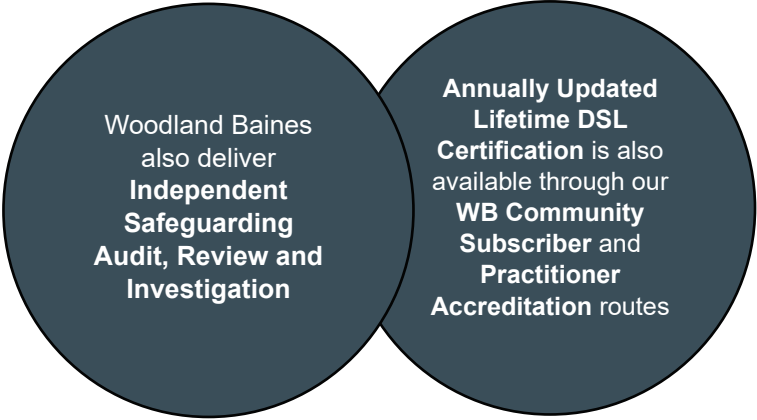 Woodland Baines
also deliver
Independent
Safeguarding
Audit, Review and
Investigation
Annually Updated
Lifetime DSL
Certification is also
available through our
WB Community
Subscriber and
Practitioner
Accreditation routes